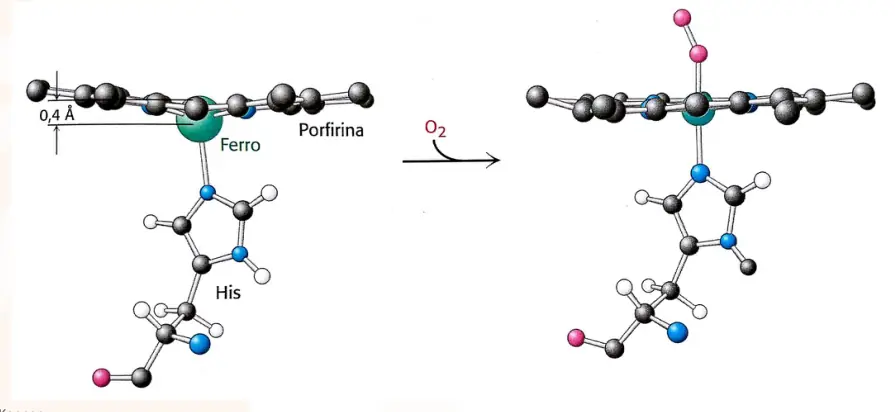 0,4 Å
Ferro
Porfirina
His
O₂